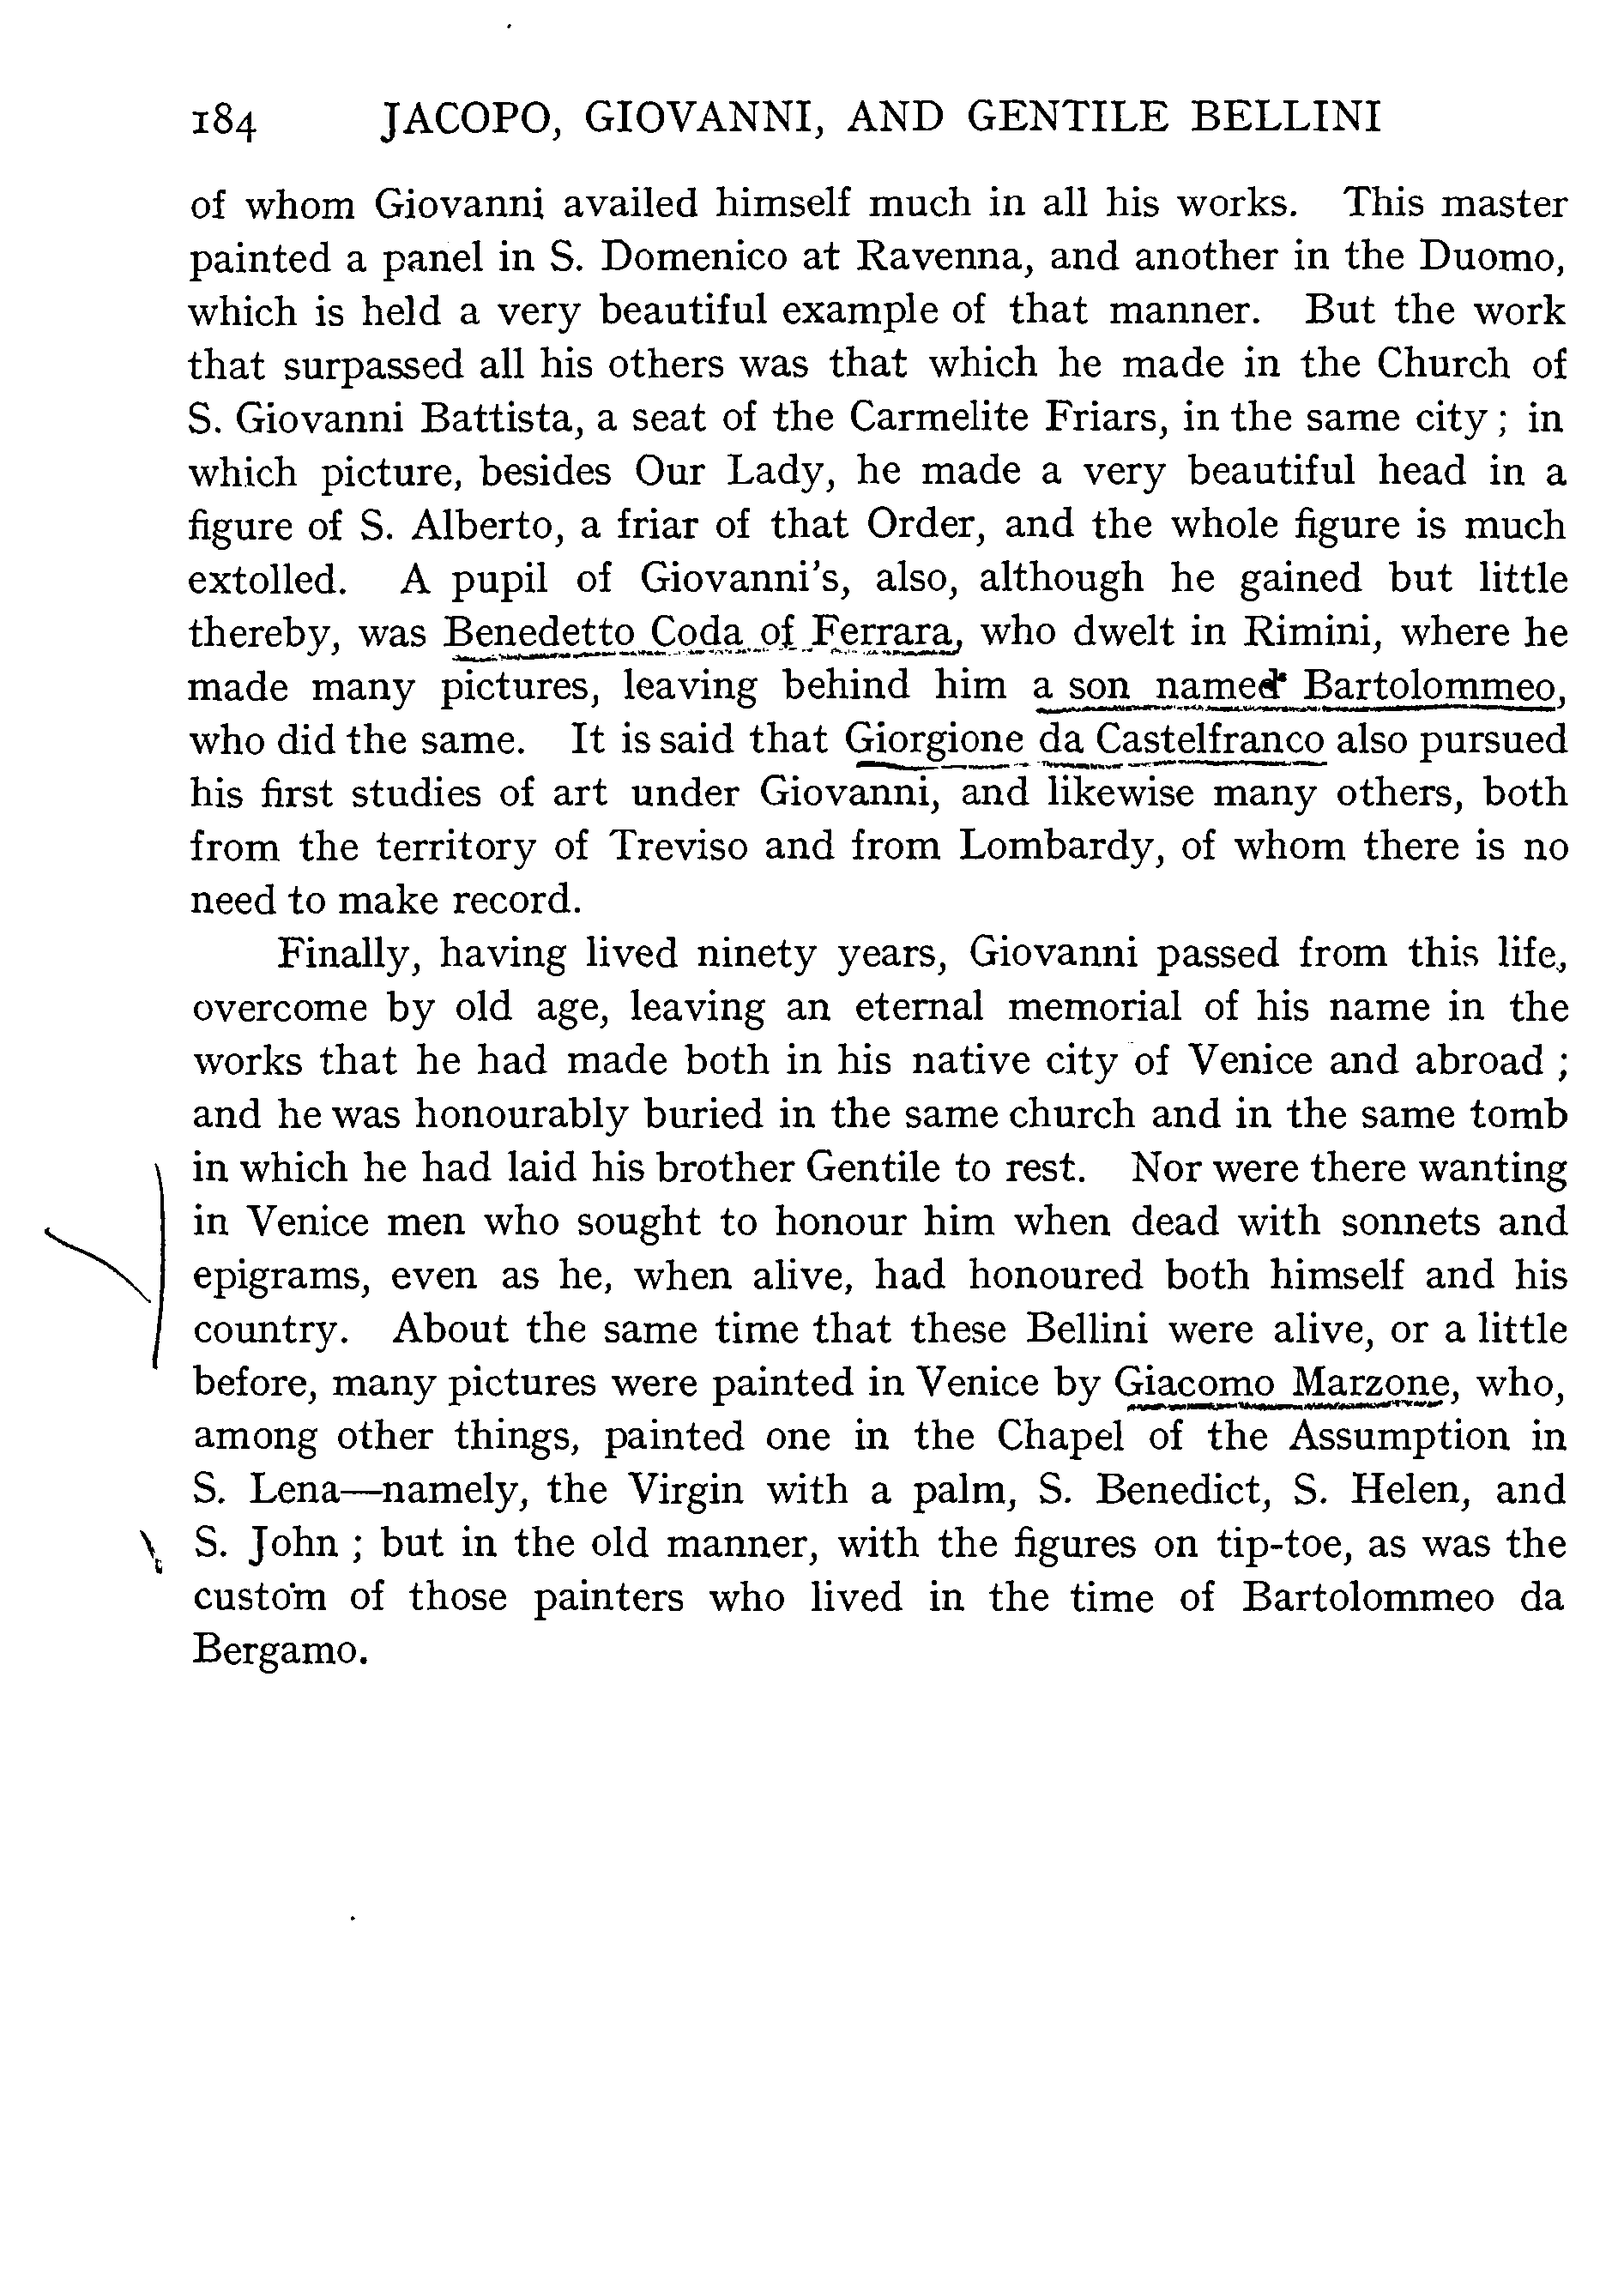 184 JACOPO, GIOVANNI, AND GENTILE BELLINI
of whom Giovanni availed himself much in all his works. This master
painted a panel in S. Domenico at Ravenna, and another in the Duomo,
which is held a very beautiful example of that manner. But the work
that surpassed all his others was that which he made in the Church of
S. Giovanni Battista, a seat of the Carmelite Friars, in the same city ; in
which picture, besides Our Lady, he made a very beautiful head in a
figure of S. Alberto, a friar of that Order, and the whole figure is much
extolled. A pupil of Giovanni's, also, although he gained but little
thereby, was Benedetto Coda of Ferrara, who dwelt in Rimini, where he
made many pictures, leaving behind him a son named Bartolommeo,
who did the same. It is said that Giorgione da Castelfranco also pursued
his first studies of art under Giovanni, and likewise many others, both
from the territory of Treviso and from Lombardy, of whom there is no
need to make record.
Finally, having lived ninety years, Giovanni passed from this life,
overcome by old age, leaving an eternal memorial of his name in the
works that he had made both in his native city of Venice and abroad ;
and he was honourably buried in the same church and in the same tomb
in which he had laid his brother Gentile to rest. Nor were there wanting
in Venice men who sought to honour him when dead with sonnets and
epigrams, even as he, when alive, had honoured both himself and his
country. About the same time that these Bellini were alive, or a little
before, many pictures were painted in Venice by Giacomo Marzone, who,
among other things, painted one in the Chapel of the Assumption in
S. Lena—namely, the Virgin with a palm, S. Benedict, S. Helen, and
S. John ; but in the old manner, with the figures on tip-toe, as was the
custom of those painters who lived in the time of Bartolommeo da
Bergamo.